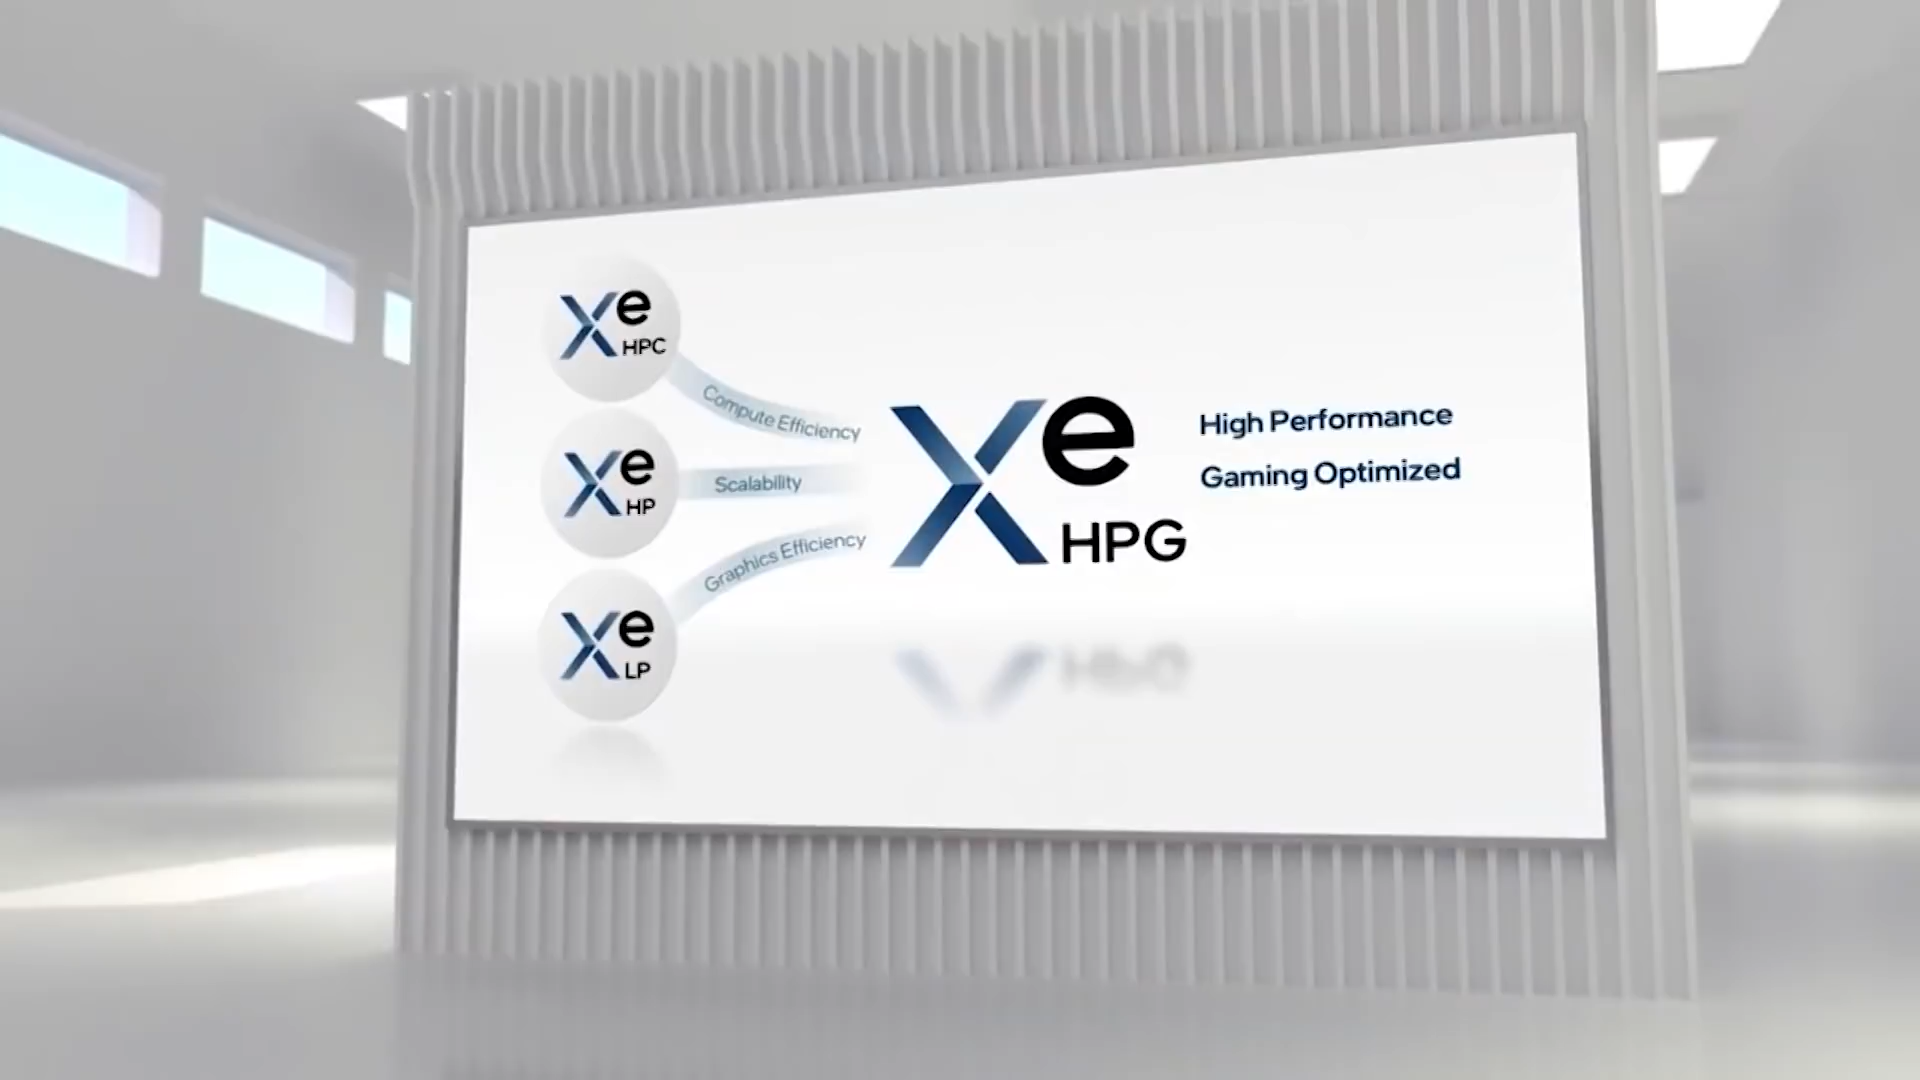 Xe HPC
Compute Efficiency
Xe HP
Scalability
Xe LP
Graphics Efficiency
Xe HPG
High Performance
Gaming Optimized